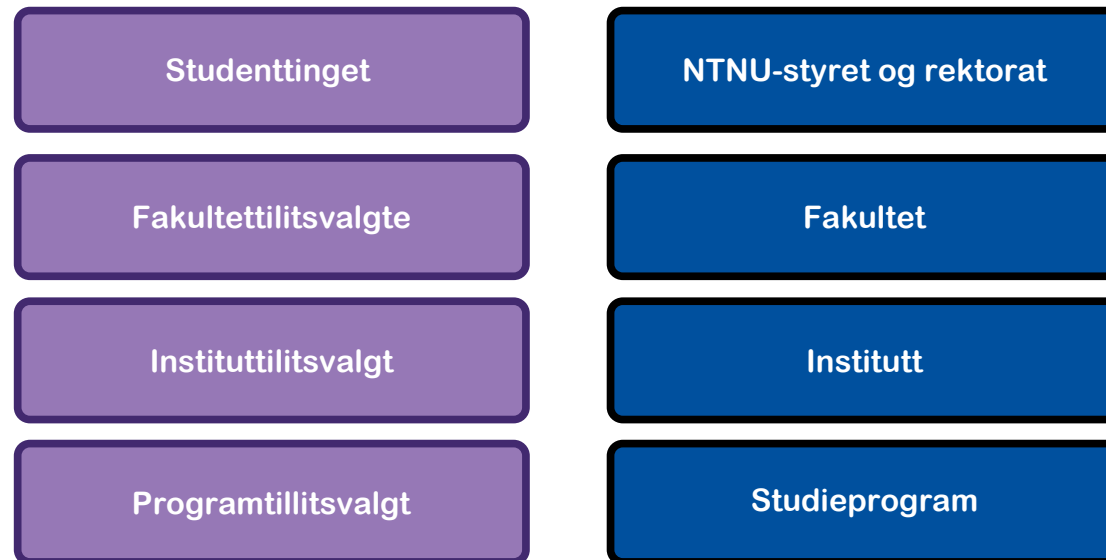 Studenttinget
NTNU-styret og rektorat
Fakultettilitsvalgte
Fakultet
Instituttilitsvalgt
Institutt
Programtillitsvalgt
Studieprogram